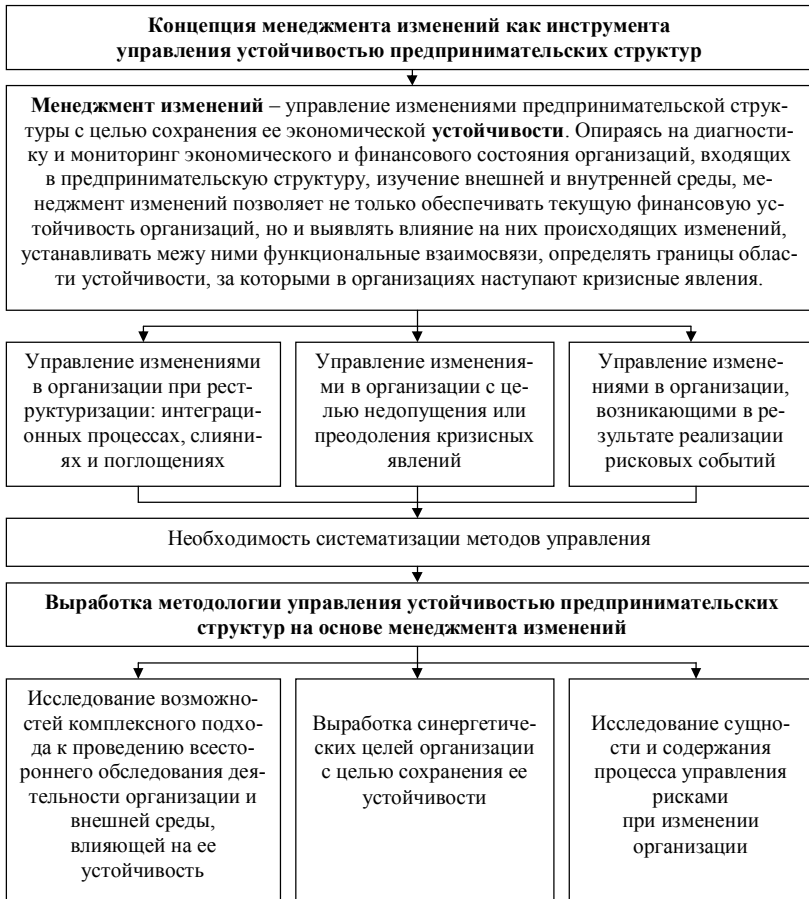 Концепция менеджмента изменений как инструмента
управления устойчивостью предпринимательских структур
Менеджмент изменений – управление изменениями предпринимательской струк-
туры с целью сохранения ее экономической устойчивости. Опираясь на диагности-
ку и мониторинг экономического и финансового состояния организаций, входящих
в предпринимательскую структуру, изучение внешней и внутренней среды, ме-
неджмент изменений позволяет не только обеспечивать текущую финансовую ус-
тойчивость организаций, но и выявлять влияние на них происходящих изменений,
устанавливать межу ними функциональные взаимосвязи, определять границы облас-
ти устойчивости, за которыми в организациях наступают кризисные явления.
Управление изменениями
в организации при рест-
руктуризации: интеграци-
онных процессах, слияни-
ях и поглощениях
Управление изменения-
ми в организации с це-
лью недопущения или
преодоления кризисных
явлений
Управление измене-
ниями в организации,
возникающими в ре-
зультате реализации
рисковых событий
Необходимость систематизации методов управления
Выработка методологии управления устойчивостью предпринимательских
структур на основе менеджмента изменений
Исследование возможно-
стей комплексного подхо-
да к проведению всесто-
роннего обследования дея-
тельности организации и
внешней среды,
влияющей на ее
устойчивость
Выработка синергетиче-
ских целей организации
с целью сохранения ее
устойчивости
Исследование сущно-
сти и содержания
процесса управления
рисками
при изменении
организации